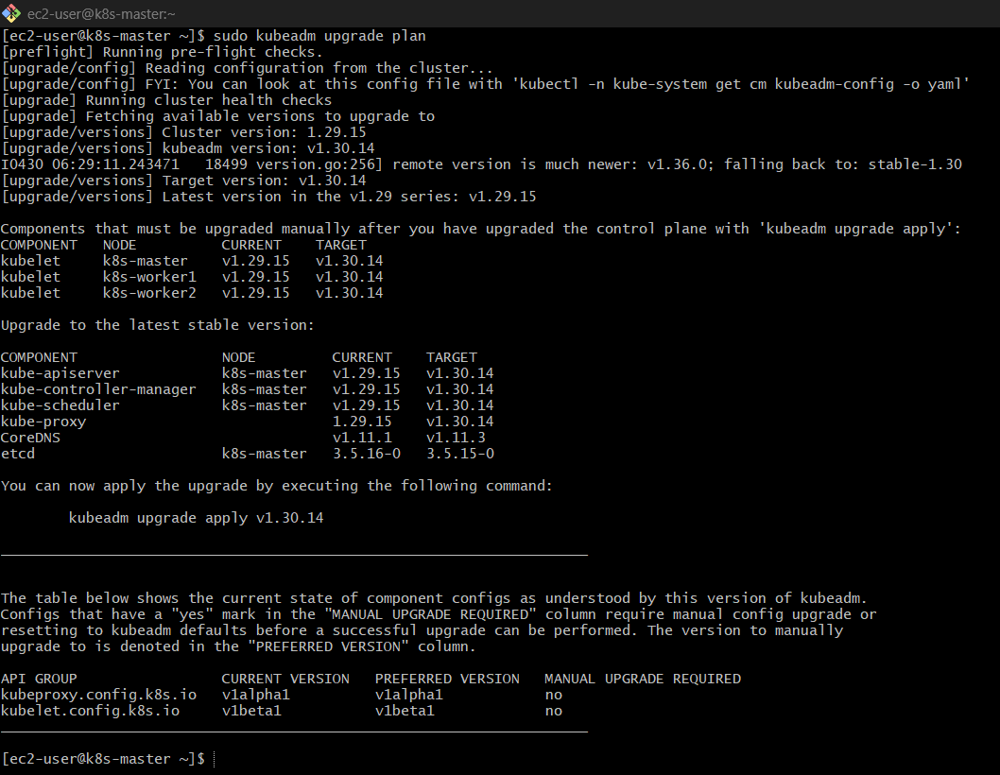 ec2-user@k8s-master:~
[ec2-user@k8s-master ~]$ sudo kubeadm upgrade plan
[preflight] Running pre-flight checks.
[upgrade/config] Reading configuration from the cluster...
[upgrade/config] FYI: You can look at this config file with 'kubectl -n kube-system get cm kubeadm-config -o yaml'
[upgrade] Running cluster health checks
[upgrade] Fetching available versions to upgrade to
[upgrade/versions] Cluster version: 1.29.15
[upgrade/versions] kubeadm version: v1.30.14
I0430 06:29:11.243471   18499 version.go:256] remote version is much newer: v1.36.0; falling back to: stable-1.30
[upgrade/versions] Target version: v1.30.14
[upgrade/versions] Latest version in the v1.29 series: v1.29.15

Components that must be upgraded manually after you have upgraded the control plane with 'kubeadm upgrade apply':
COMPONENT   NODE          CURRENT    TARGET
kubelet     k8s-master    v1.29.15   v1.30.14
kubelet     k8s-worker1   v1.29.15   v1.30.14
kubelet     k8s-worker2   v1.29.15   v1.30.14

Upgrade to the latest stable version:

COMPONENT                 NODE         CURRENT    TARGET
kube-apiserver            k8s-master   v1.29.15   v1.30.14
kube-controller-manager   k8s-master   v1.29.15   v1.30.14
kube-scheduler            k8s-master   v1.29.15   v1.30.14
kube-proxy                             1.29.15    v1.30.14
CoreDNS                                v1.11.1    v1.11.3
etcd                      k8s-master   3.5.16-0   3.5.15-0

You can now apply the upgrade by executing the following command:

        kubeadm upgrade apply v1.30.14

_____________________________________________________________________

The table below shows the current state of component configs as understood by this version of kubeadm.
Configs that have a "yes" mark in the "MANUAL UPGRADE REQUIRED" column require manual config upgrade or
resetting to kubeadm defaults before a successful upgrade can be performed. The version to manually
upgrade to is denoted in the "PREFERRED VERSION" column.

API GROUP                 CURRENT VERSION   PREFERRED VERSION   MANUAL UPGRADE REQUIRED
kubeproxy.config.k8s.io   v1alpha1          v1alpha1            no
kubelet.config.k8s.io     v1beta1           v1beta1             no
_____________________________________________________________________

[ec2-user@k8s-master ~]$